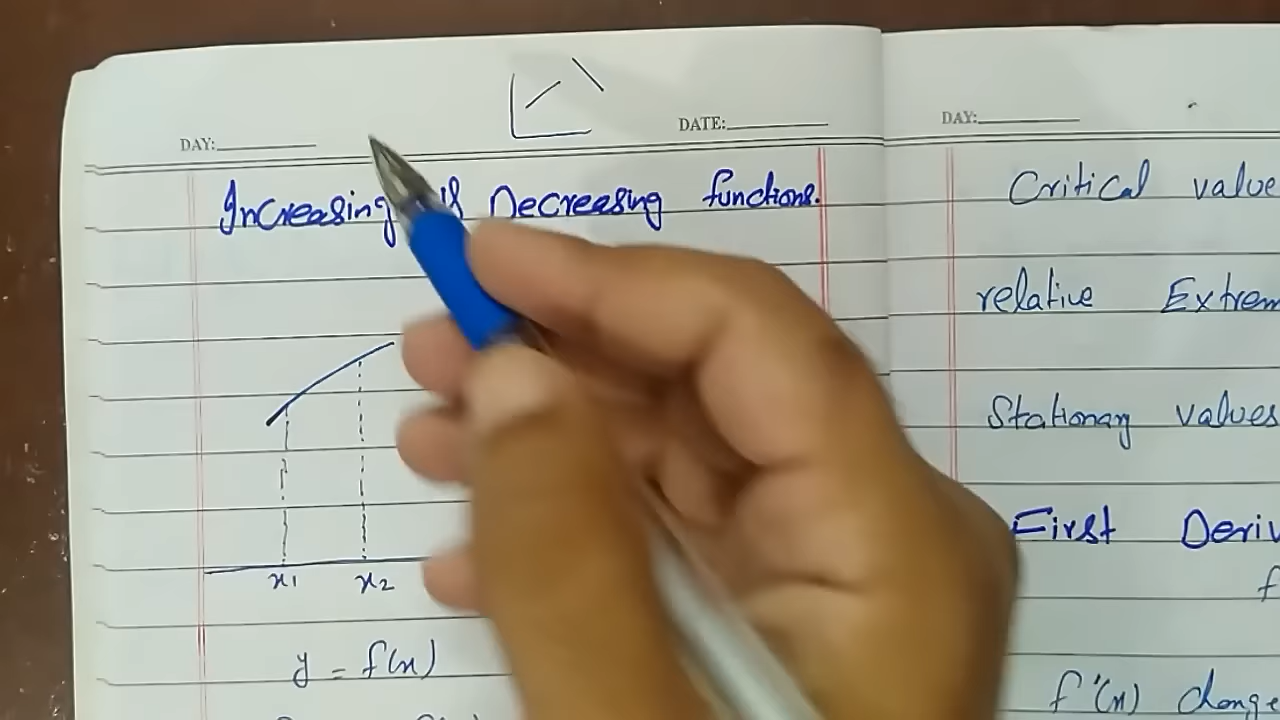 DAY:
DATE:
Increasing & Decreasing functions.
x1 x2
y = f(x)
DAY:
Critical value
relative Extrem
Stationary values
First Deriv
f
f'(x) change